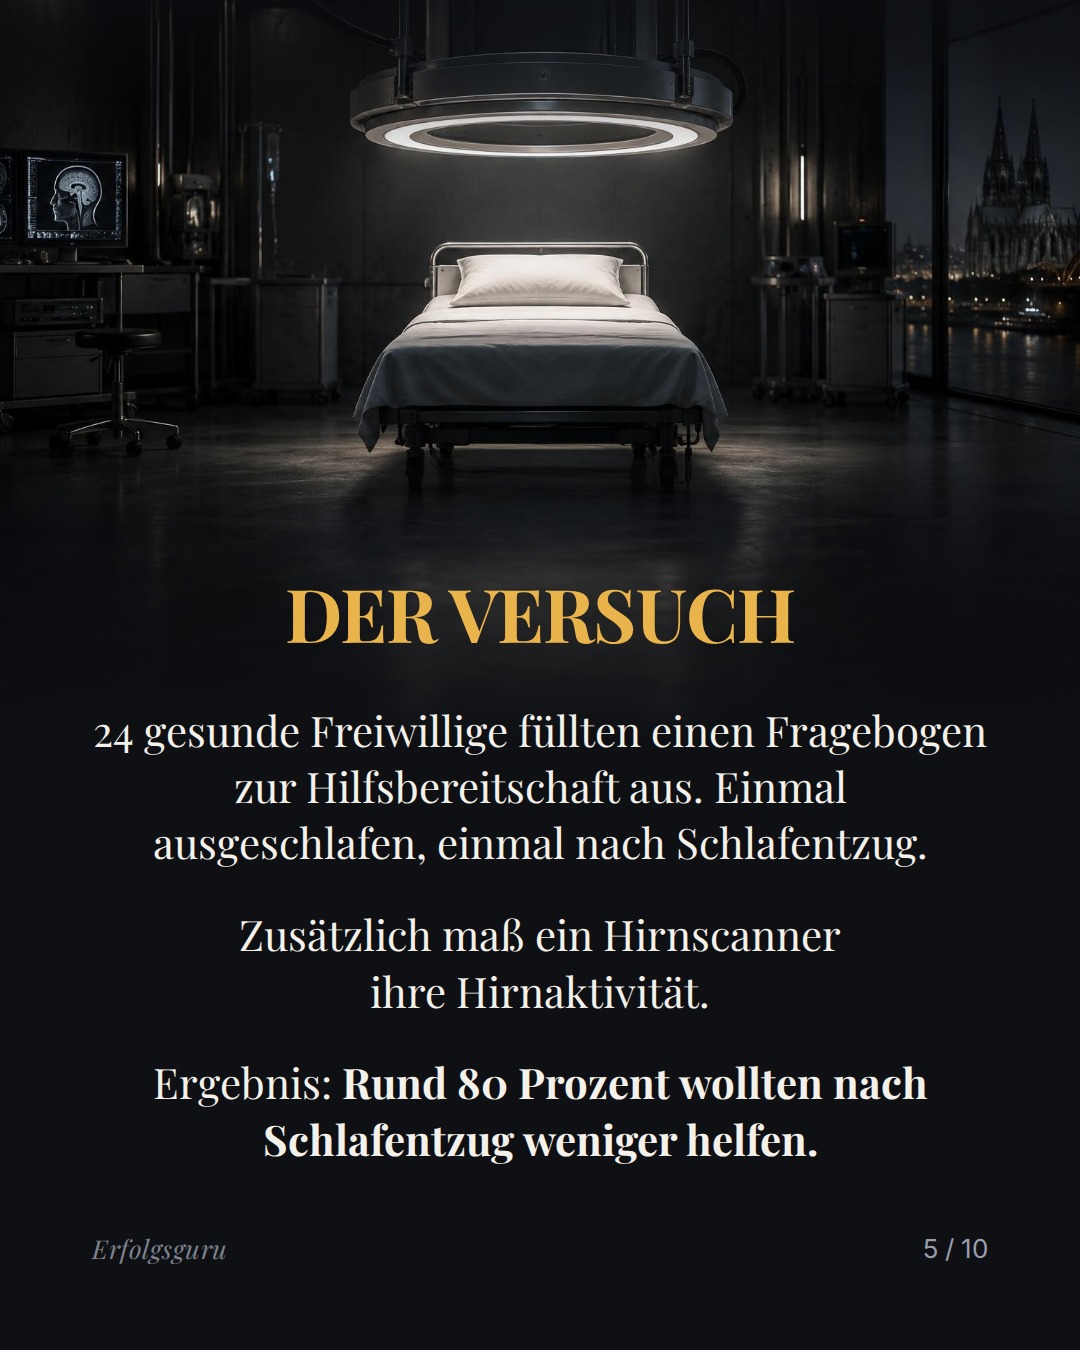 DER VERSUCH
24 gesunde Freiwillige füllten einen Fragebogen
zur Hilfsbereitschaft aus. Einmal
ausgeschlafen, einmal nach Schlafentzug.
Zusätzlich maß ein Hirnscanner
ihre Hirnaktivität.
Ergebnis: Rund 80 Prozent wollten nach
Schlafentzug weniger helfen.
Erfolgsguru
5 / 10